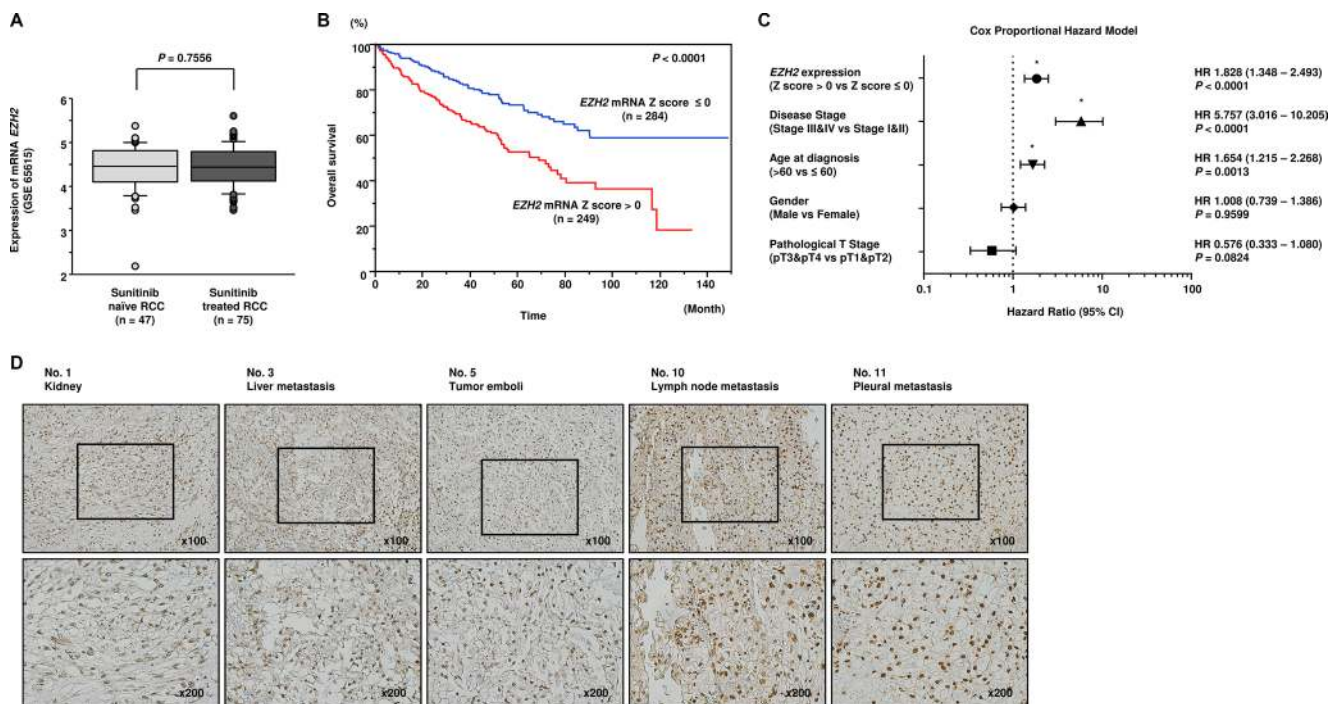 A
P = 0.7556
Expression of mRNA EZH2
(GSE 65615)
6
5
4
3
2
Sunitinib
naïve RCC
(n = 47)
Sunitinib
treated RCC
(n = 75)
B
(%)
P < 0.0001
EZH2 mRNA Z score ≤ 0
(n = 284)
EZH2 mRNA Z score > 0
(n = 249)
Overall survival
100
80
60
40
20
0
0 20 40 60 80 100 120 140
Time
(Month)
C
Cox Proportional Hazard Model
EZH2 expression
(Z score > 0 vs Z score ≤ 0)
*
HR 1.828 (1.348 – 2.493)
P < 0.0001
Disease Stage
(Stage III&IV vs Stage I&II)
*
HR 5.757 (3.016 – 10.205)
P < 0.0001
Age at diagnosis
(>60 vs ≤ 60)
*
HR 1.654 (1.215 – 2.268)
P = 0.0013
Gender
(Male vs Female)
HR 1.008 (0.739 – 1.386)
P = 0.9599
Pathological T Stage
(pT3&pT4 vs pT1&pT2)
HR 0.576 (0.333 – 1.080)
P = 0.0824
0.1 1 10 100
Hazard Ratio (95% CI)
D
No. 1
Kidney
No. 3
Liver metastasis
No. 5
Tumor emboli
No. 10
Lymph node metastasis
No. 11
Pleural metastasis
x100
x100
x100
x100
x100
x200
x200
x200
x200
x200